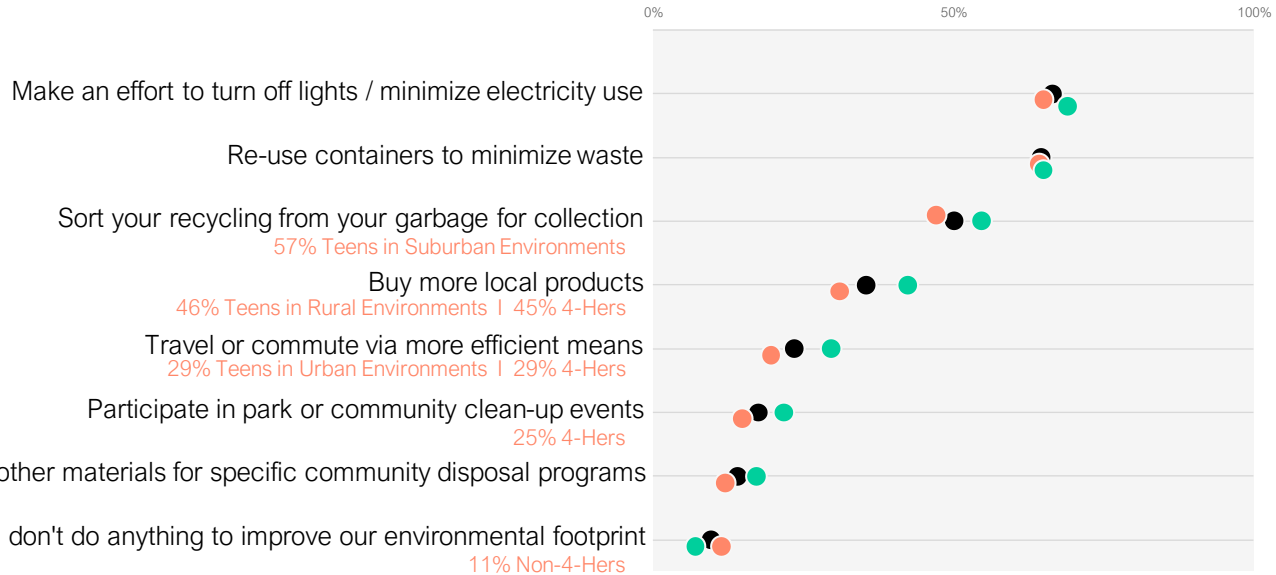 0% 50% 100%
Make an effort to turn off lights / minimize electricity use
Re-use containers to minimize waste
Sort your recycling from your garbage for collection
57% Teens in Suburban Environments
Buy more local products
46% Teens in Rural Environments I 45% 4-Hers
Travel or commute via more efficient means
29% Teens in Urban Environments I 29% 4-Hers
Participate in park or community clean-up events
25% 4-Hers
other materials for specific community disposal programs
don't do anything to improve our environmental footprint
11% Non-4-Hers